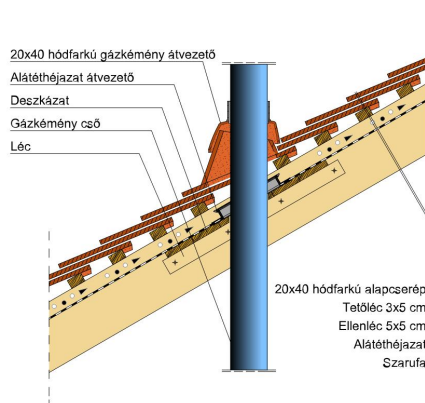 20x40 hódfarkú gázkémény átvezető
Alátéthéjazat átvezető
Deszkázat
Gázkémény cső
Léc
20x40 hódfarkú alapcserép
Tetőléc 3x5 cm
Ellenléc 5x5 cm
Alátéthéjazat
Szarufa